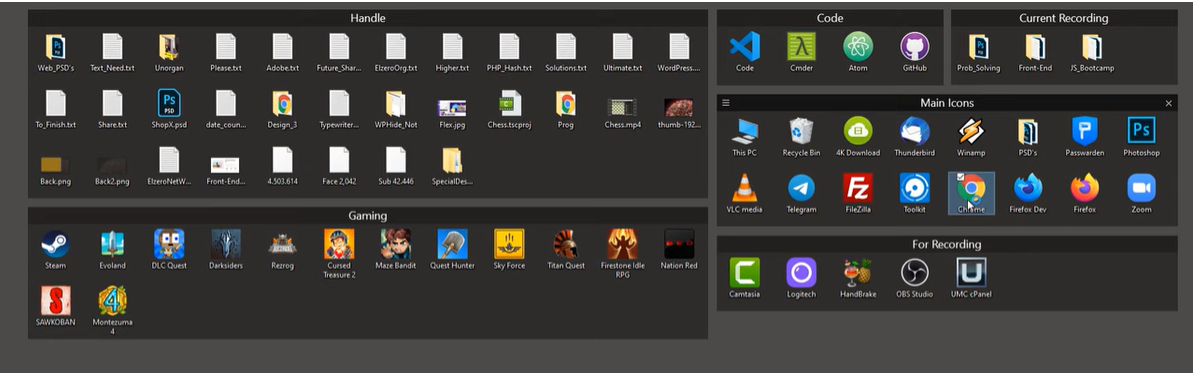 Handle
Web_PSD's Text_Need.txt Unorgan Please.txt Adobe.txt Future_Shar... ElzeroOrg.txt Higher.txt PHP_Hash.txt Solutions.txt Ultimate.txt WordPress....
To_Finish.txt Share.txt ShopX.psd date_coun... Design_3 Typewriter... WPHide_Not Flex.jpg Chess.tscproj Prog Chess.mp4 thumb-192...
Back.png Back2.png ElzeroNetW... Front-End... 4.503.614 Face 2,042 Sub 42.446 SpecialDes...
Gaming
Steam Evoland DLC Quest Darksiders Rezrog Cursed Treasure 2 Maze Bandit Quest Hunter Sky Force Titan Quest Firestone Idle RPG Nation Red
SAWKOBAN Montezuma 4
Code
Code Cmder Atom GitHub
Current Recording
Prob_Solving Front-End JS_Bootcamp
Main Icons
This PC Recycle Bin 4K Download Thunderbird Winamp PSD's Passwarden Photoshop
VLC media Telegram FileZilla Toolkit Chrome Firefox Dev Firefox Zoom
For Recording
Camtasia Logitech HandBrake OBS Studio UMC cPanel